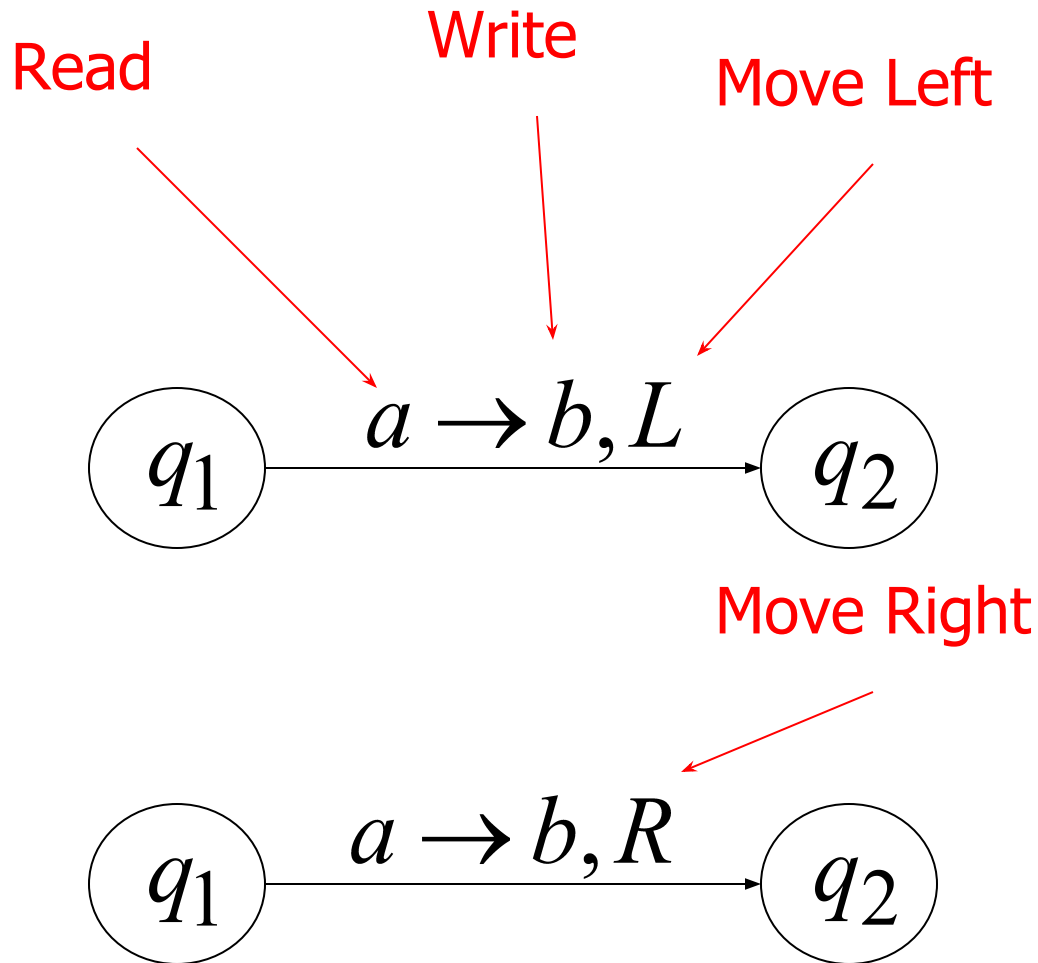 Read
Write
Move Left
a → b, L
q1
q2
Move Right
a → b, R
q1
q2